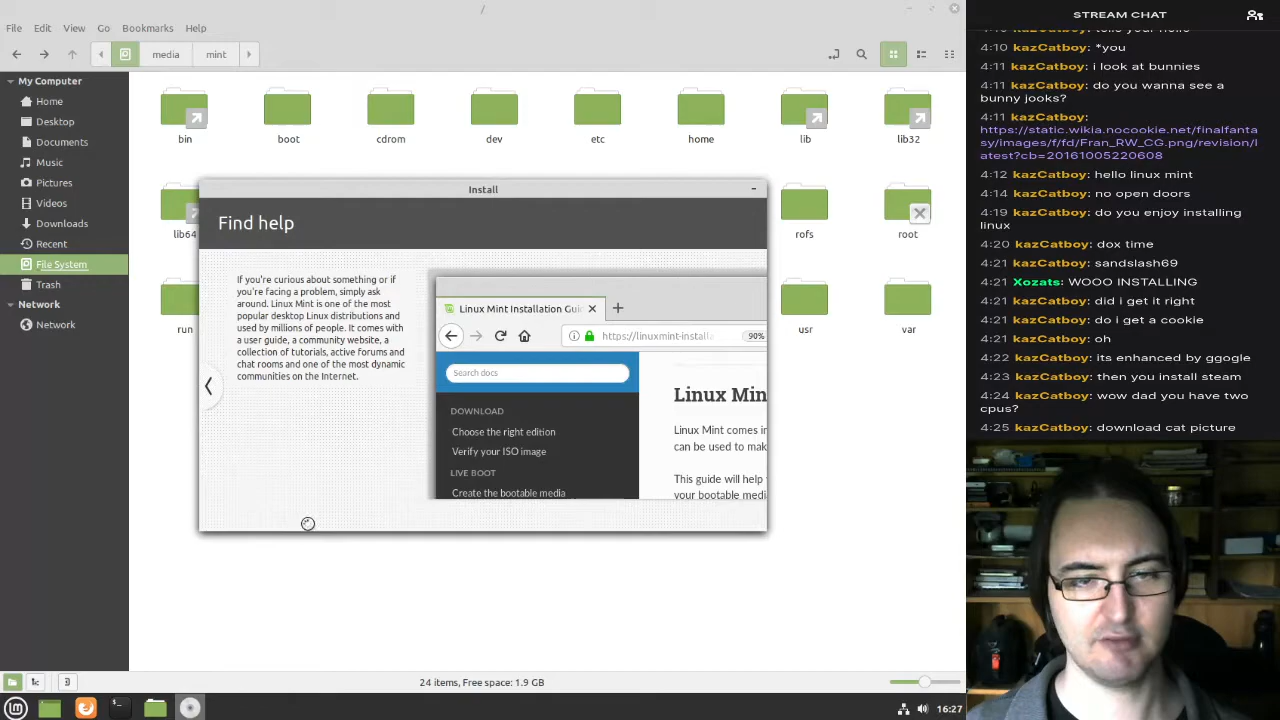 /
File Edit View Go Bookmarks Help
media mint
My Computer
Home
Desktop
Documents
Music
Pictures
Videos
Downloads
Recent
File System
Trash
Network
Network
bin boot cdrom dev etc home lib lib32
lib64 rofs root
run usr var
Install
Find help
If you're curious about something or if
you're facing a problem, simply ask
around. Linux Mint is one of the most
popular desktop Linux distributions and
used by millions of people. It comes with
a user guide, a community website, a
collection of tutorials, active forums and
chat rooms and one of the most dynamic
communities on the Internet.
Linux Mint Installation Gui
https://linuxmint-installa 90%
Search docs
DOWNLOAD
Choose the right edition
Verify your ISO image
LIVE BOOT
Create the bootable media
Linux Min
Linux Mint comes in
can be used to mak
This guide will help
your bootable media
24 items, Free space: 1.9 GB
16:27
STREAM CHAT
4:10 kazCatboy: *you
4:11 kazCatboy: i look at bunnies
4:11 kazCatboy: do you wanna see a
bunny jooks?
4:11 kazCatboy:
https://static.wikia.nocookie.net/finalfanta
sy/images/f/fd/Fran_RW_CG.png/revision/l
atest?cb=20161005220608
4:12 kazCatboy: hello linux mint
4:14 kazCatboy: no open doors
4:19 kazCatboy: do you enjoy installing
linux
4:20 kazCatboy: dox time
4:21 kazCatboy: sandslash69
4:21 Xozats: WOOO INSTALLING
4:21 kazCatboy: did i get it right
4:21 kazCatboy: do i get a cookie
4:21 kazCatboy: oh
4:22 kazCatboy: its enhanced by ggogle
4:23 kazCatboy: then you install steam
4:24 kazCatboy: wow dad you have two
cpus?
4:25 kazCatboy: download cat picture